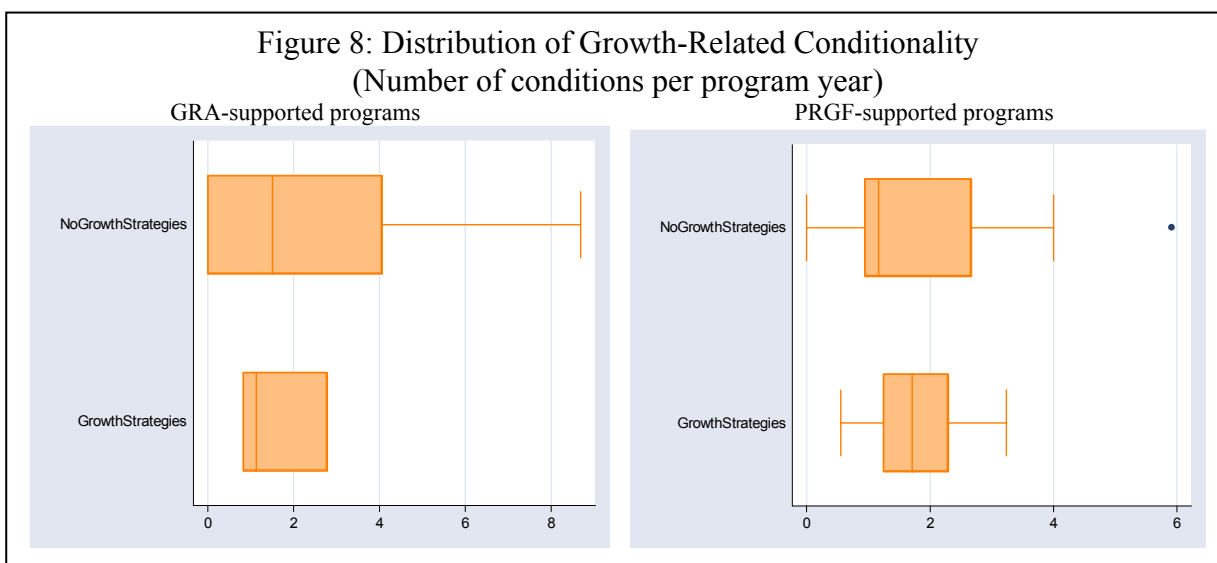 Figure 8: Distribution of Growth-Related Conditionality
(Number of conditions per program year)
GRA-supported programs
NoGrowthStrategies
GrowthStrategies
0 2 4 6 8
PRGF-supported programs
NoGrowthStrategies
GrowthStrategies
0 2 4 6